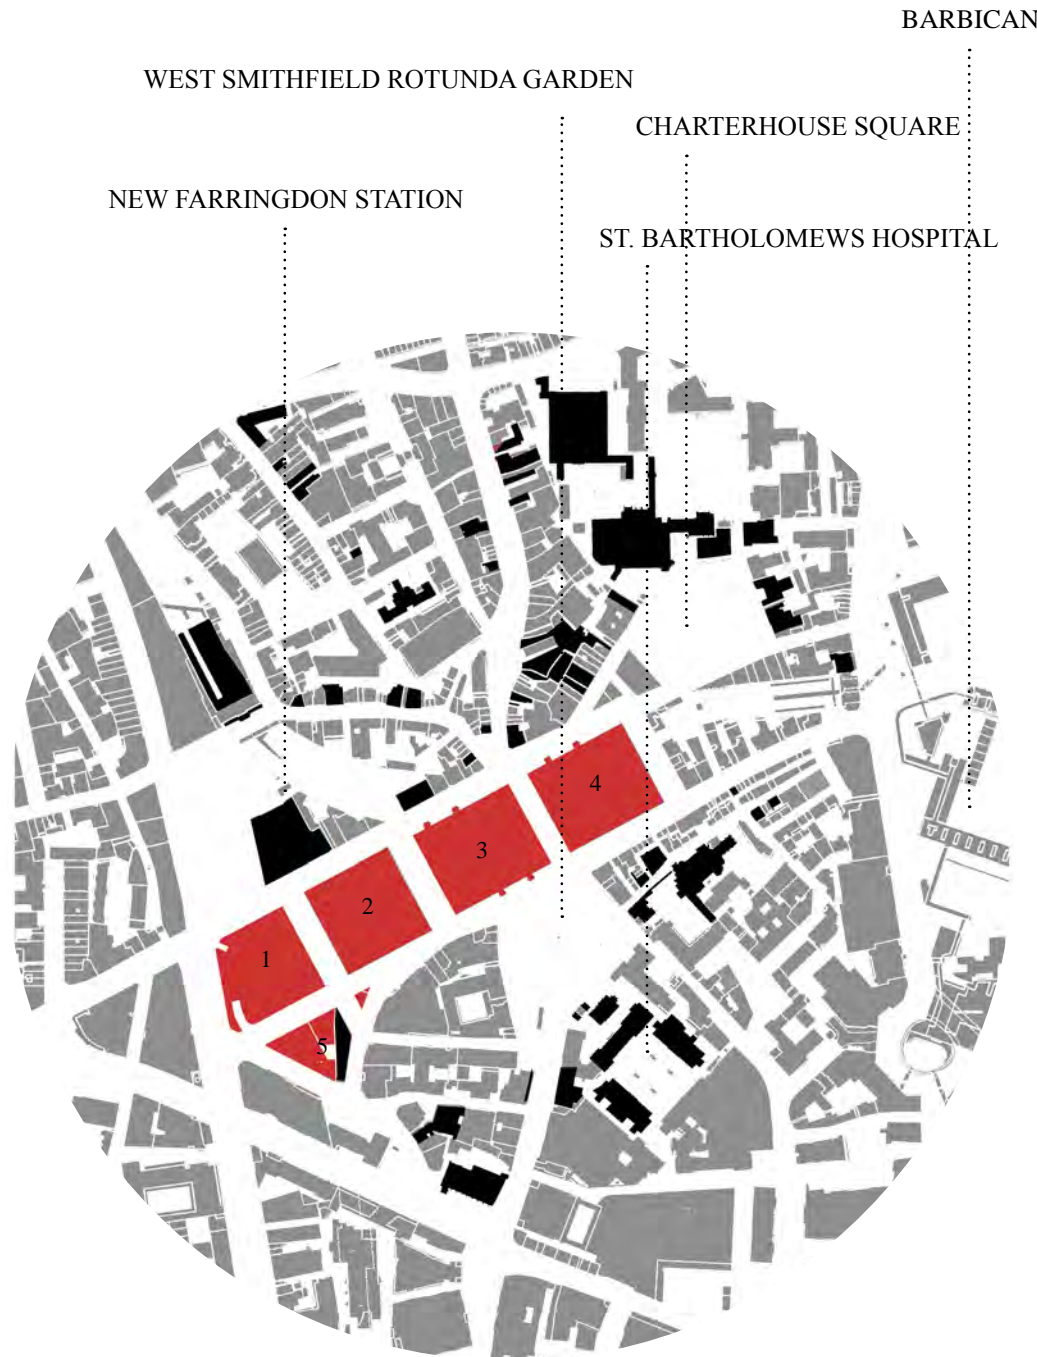 BARBICAN
WEST SMITHFIELD ROTUNDA GARDEN
CHARTERHOUSE SQUARE
NEW FARRINGDON STATION
ST. BARTHOLOMEWS HOSPITAL
4
3
2
1
5